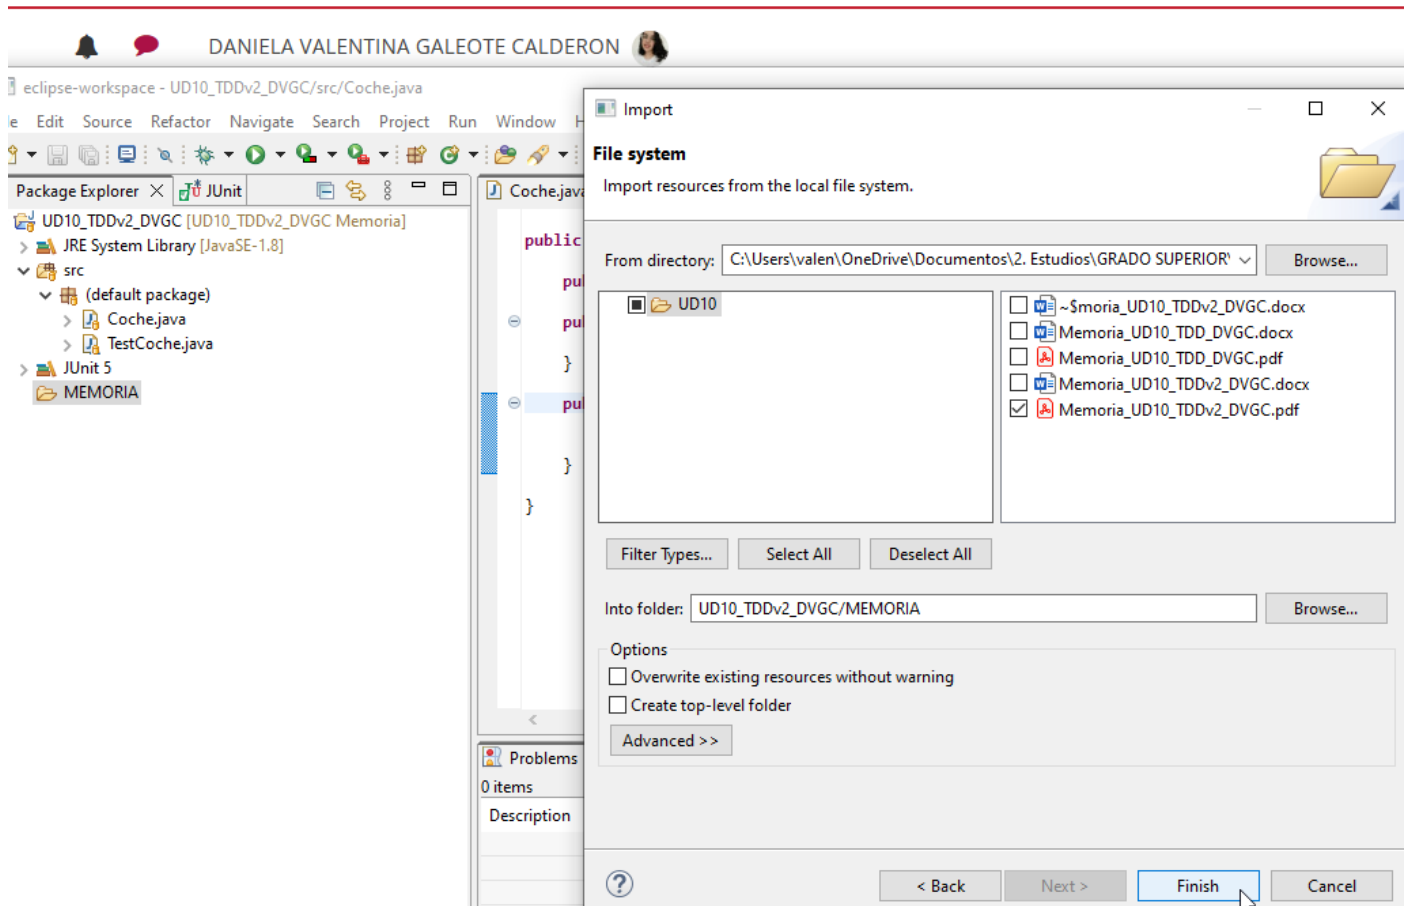 DANIELA VALENTINA GALEOTE CALDERON
eclipse-workspace - UD10_TDDv2_DVGC/src/Coche.java
Edit Source Refactor Navigate Search Project Run Window
Package Explorer JUnit
UD10_TDDv2_DVGC [UD10_TDDv2_DVGC Memoria]
JRE System Library [JavaSE-1.8]
src
(default package)
Coche.java
TestCoche.java
JUnit 5
MEMORIA
Coche.java
public
pul
pul
}
pul
}
}
Problems
0 items
Description
Import
File system
Import resources from the local file system.
From directory: C:\Users\valen\OneDrive\Documentos\2. Estudios\GRADO SUPERIOR\ Browse...
UD10
~$moria_UD10_TDDv2_DVGC.docx
Memoria_UD10_TDD_DVGC.docx
Memoria_UD10_TDD_DVGC.pdf
Memoria_UD10_TDDv2_DVGC.docx
Memoria_UD10_TDDv2_DVGC.pdf
Filter Types... Select All Deselect All
Into folder: UD10_TDDv2_DVGC/MEMORIA Browse...
Options
Overwrite existing resources without warning
Create top-level folder
Advanced >>
< Back Next > Finish Cancel